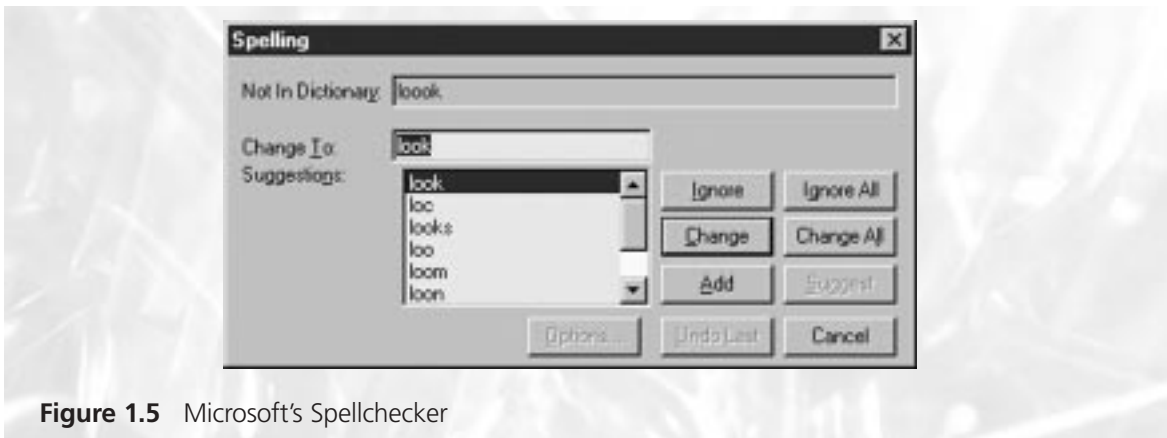 Spelling
Not In Dictionary: loook
Change To: look
Suggestions:
look
loc
looks
loo
loom
loon
Ignore
Ignore All
Change
Change All
Add
Suggest
Options...
Undo Last
Cancel
Figure 1.5 Microsoft's Spellchecker